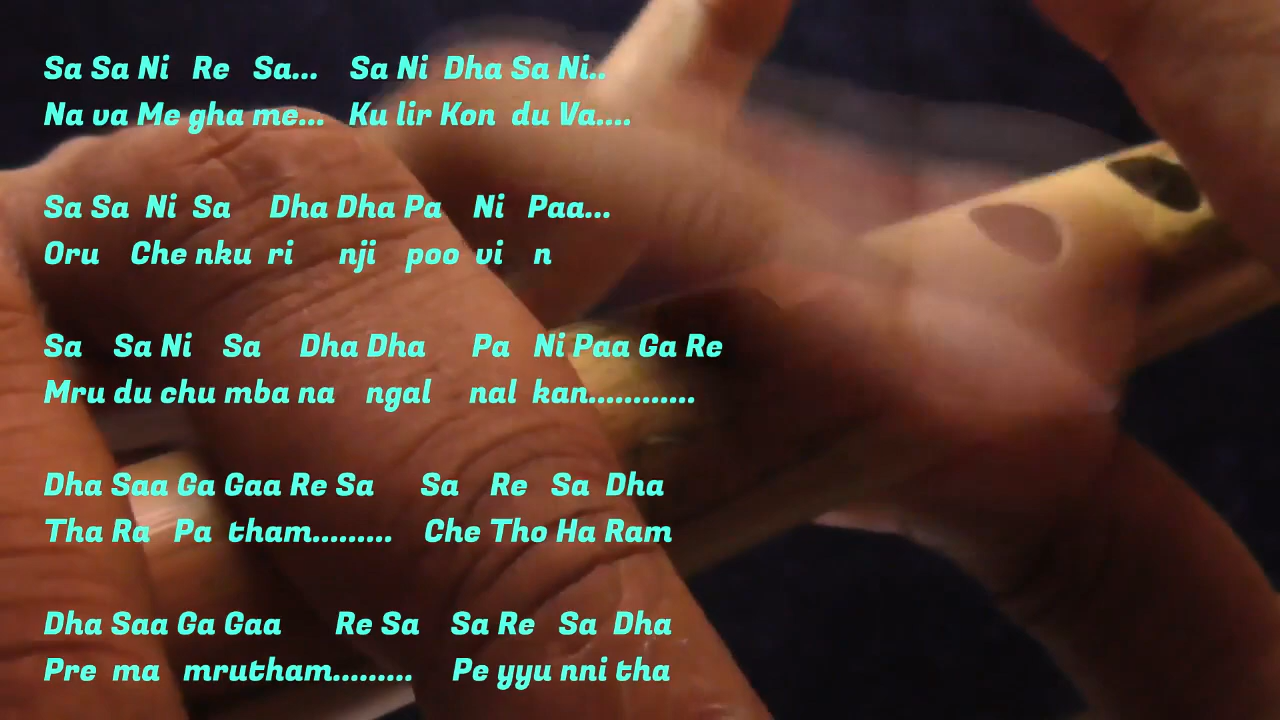 Sa Sa Ni Re Sa... Sa Ni Dha Sa Ni..
Na va Me gha me... Ku lir Kon du Va....
Sa Sa Ni Sa Dha Dha Pa Ni Paa...
Oru Che nku ri nji poo vi n
Sa Sa Ni Sa Dha Dha Pa Ni Paa Ga Re
Mru du chu mba na ngal nal kan............
Dha Saa Ga Gaa Re Sa Sa Re Sa Dha
Tha Ra Pa tham......... Che Tho Ha Ram
Dha Saa Ga Gaa Re Sa Sa Re Sa Dha
Pre ma mrutham......... Pe yyu nni tha